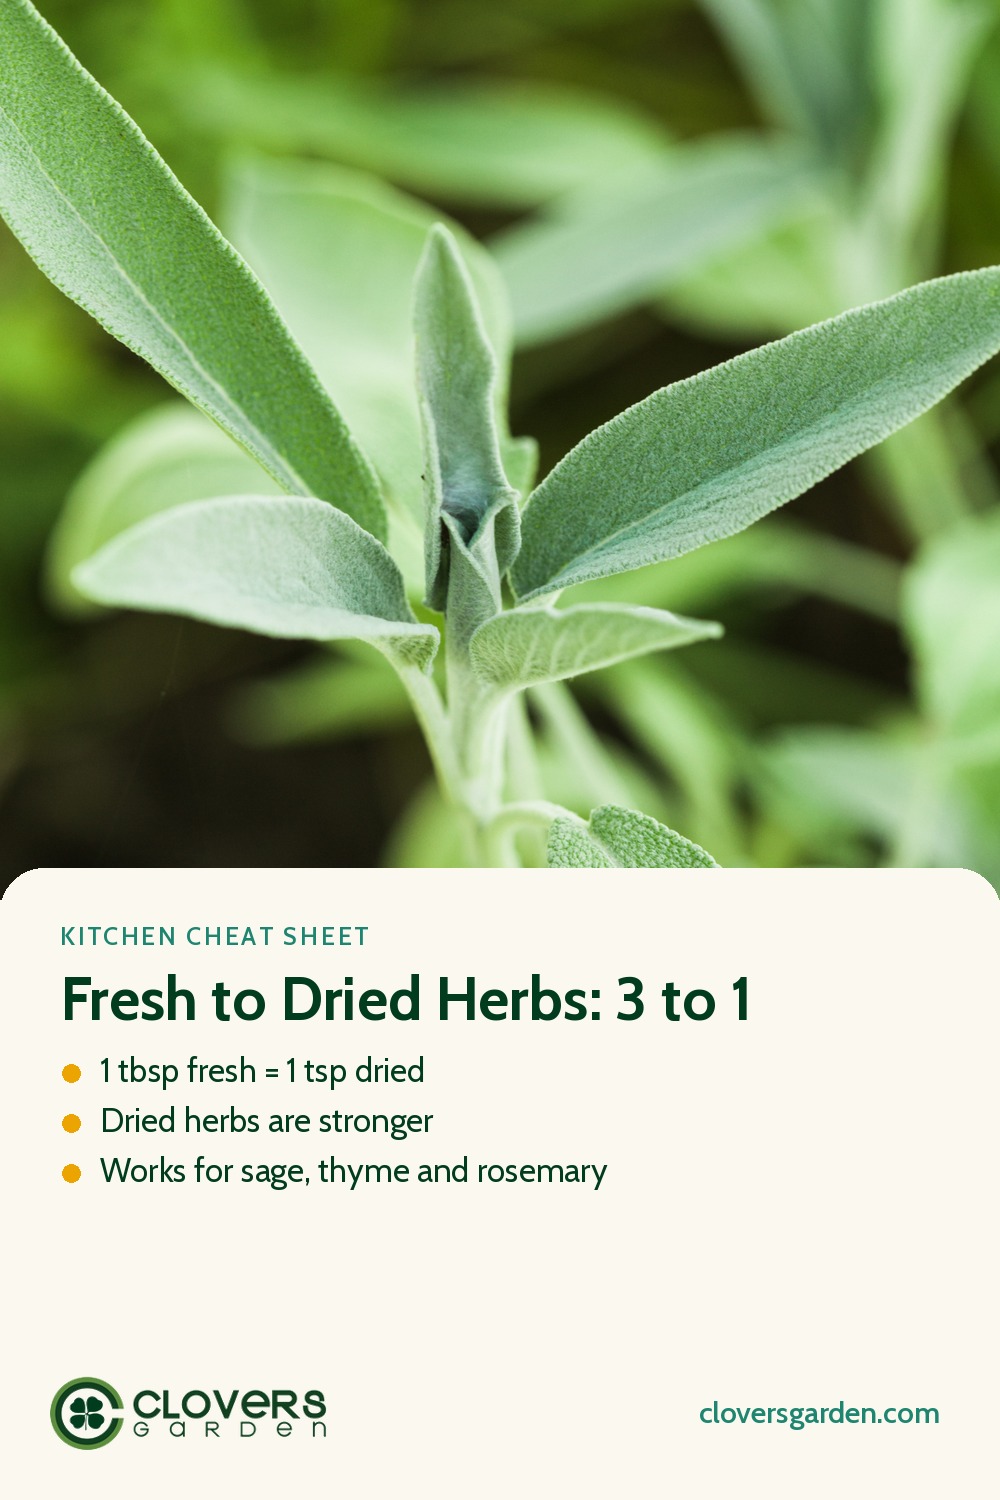 KITCHEN CHEAT SHEET
Fresh to Dried Herbs: 3 to 1
1 tbsp fresh = 1 tsp dried
Dried herbs are stronger
Works for sage, thyme and rosemary
CLOVERS
GARDEN
cloversgarden.com